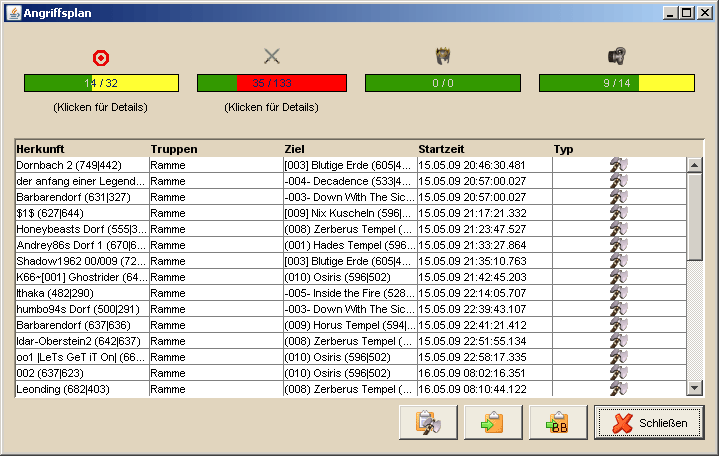 Angriffsplan
14 / 32
35 / 133
0 / 0
9 / 14
(Klicken für Details)
(Klicken für Details)
Herkunft Truppen Ziel Startzeit Typ
Dornbach 2 (749|442) Ramme [003] Blutige Erde (605|4... 15.05.09 20:46:30.481
der anfang einer Legend... Ramme -004- Decadence (533|4... 15.05.09 20:57:00.027
Barbarendorf (631|327) Ramme -003- Down With The Sic... 15.05.09 20:57:00.027
$1$ (627|644) Ramme [009] Nix Kuscheln (596|... 15.05.09 21:17:21.332
Honeybeasts Dorf (555|3... Ramme (008) Zerberus Tempel (... 15.05.09 21:23:47.527
Andrey86s Dorf 1 (670|6... Ramme (001) Hades Tempel (596... 15.05.09 21:33:27.864
Shadow1962 00/009 (72... Ramme [003] Blutige Erde (605|4... 15.05.09 21:35:10.763
K66~[001] Ghostrider (64... Ramme (010) Osiris (596|502) 15.05.09 21:42:45.203
Ithaka (482|290) Ramme -005- Inside the Fire (528... 15.05.09 22:14:05.707
humbo94s Dorf (500|291) Ramme -003- Down With The Sic... 15.05.09 22:39:43.107
Barbarendorf (637|636) Ramme (009) Horus Tempel (594|... 15.05.09 22:41:21.412
Idar-Oberstein2 (642|637) Ramme (008) Zerberus Tempel (... 15.05.09 22:51:55.134
oo1 |LeTs GeT iT On| (66... Ramme (010) Osiris (596|502) 15.05.09 22:58:17.335
002 (637|623) Ramme (010) Osiris (596|502) 16.05.09 08:02:16.351
Leonding (682|403) Ramme (008) Zerberus Tempel (... 16.05.09 08:10:44.122
BB
Schließen